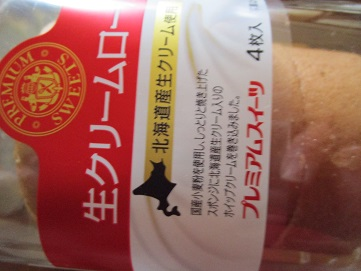 PREMIUM
SWEETS
生クリームロー
北海道産生クリーム使用
国産小麦粉を使用し、しっとりと焼き上げた
スポンジに北海道産生クリーム入りの
ホイップクリームを巻き込みました。
プレミアムスイーツ
4枚入